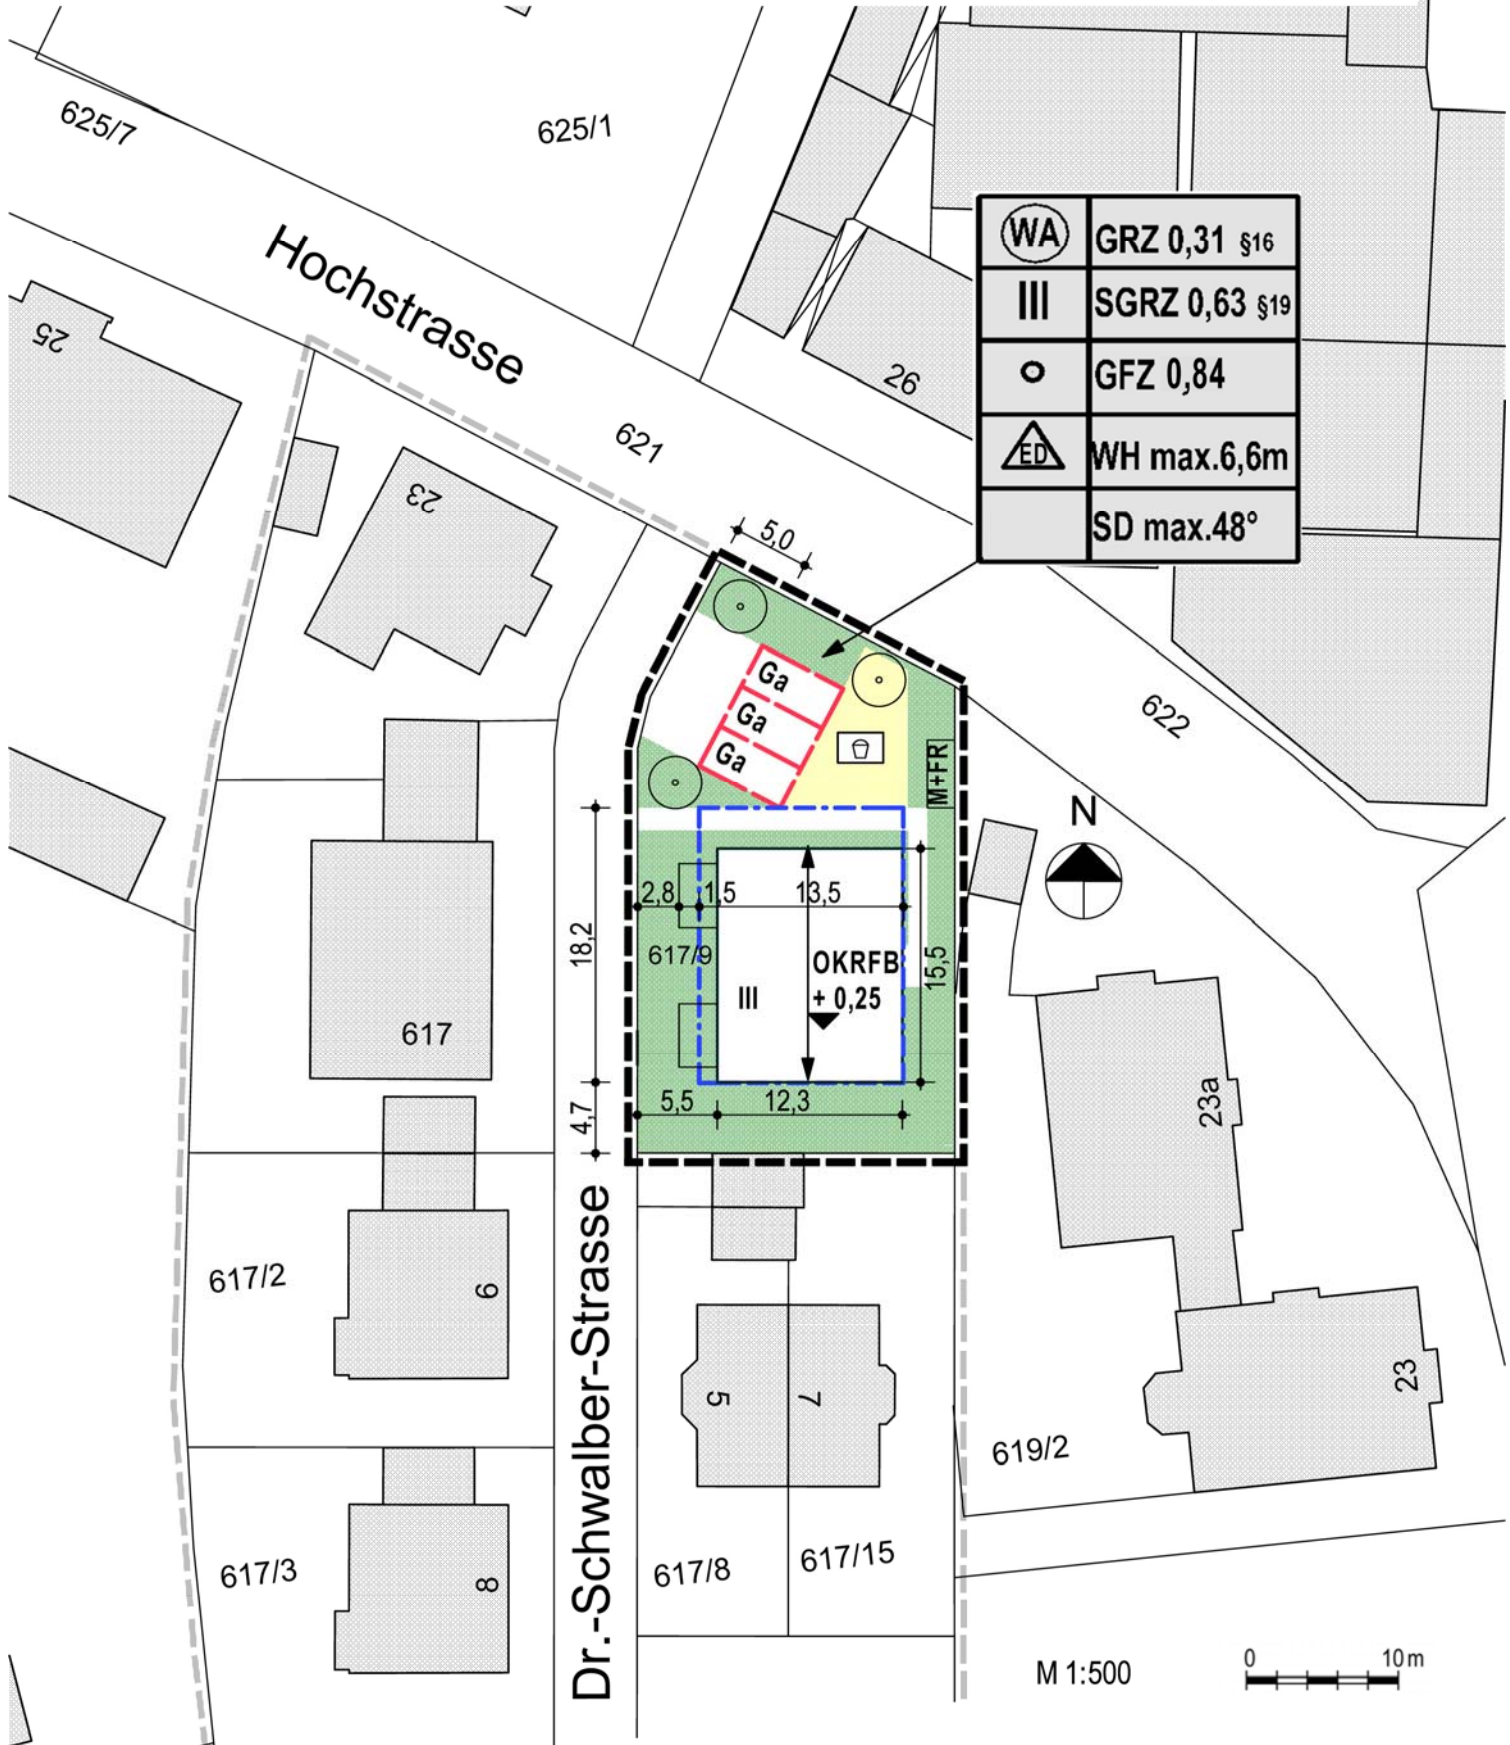 625/7
625/1
Hochstrasse
WA GRZ 0,31 §16
III SGRZ 0,63 §19
o GFZ 0,84
ED WH max.6,6m
SD max.48°
25
26
621
23
5,0
Ga
Ga
Ga
622
M+FR
N
2,8 1,5 13,5
18,2
617/9
OKRFB
+ 0,25
III
15,5
617
5,5 12,3
4,7
23a
Dr.-Schwalber-Strasse
617/2
6
5
7
23
619/2
617/3
8
617/8
617/15
M 1:500
0 10m